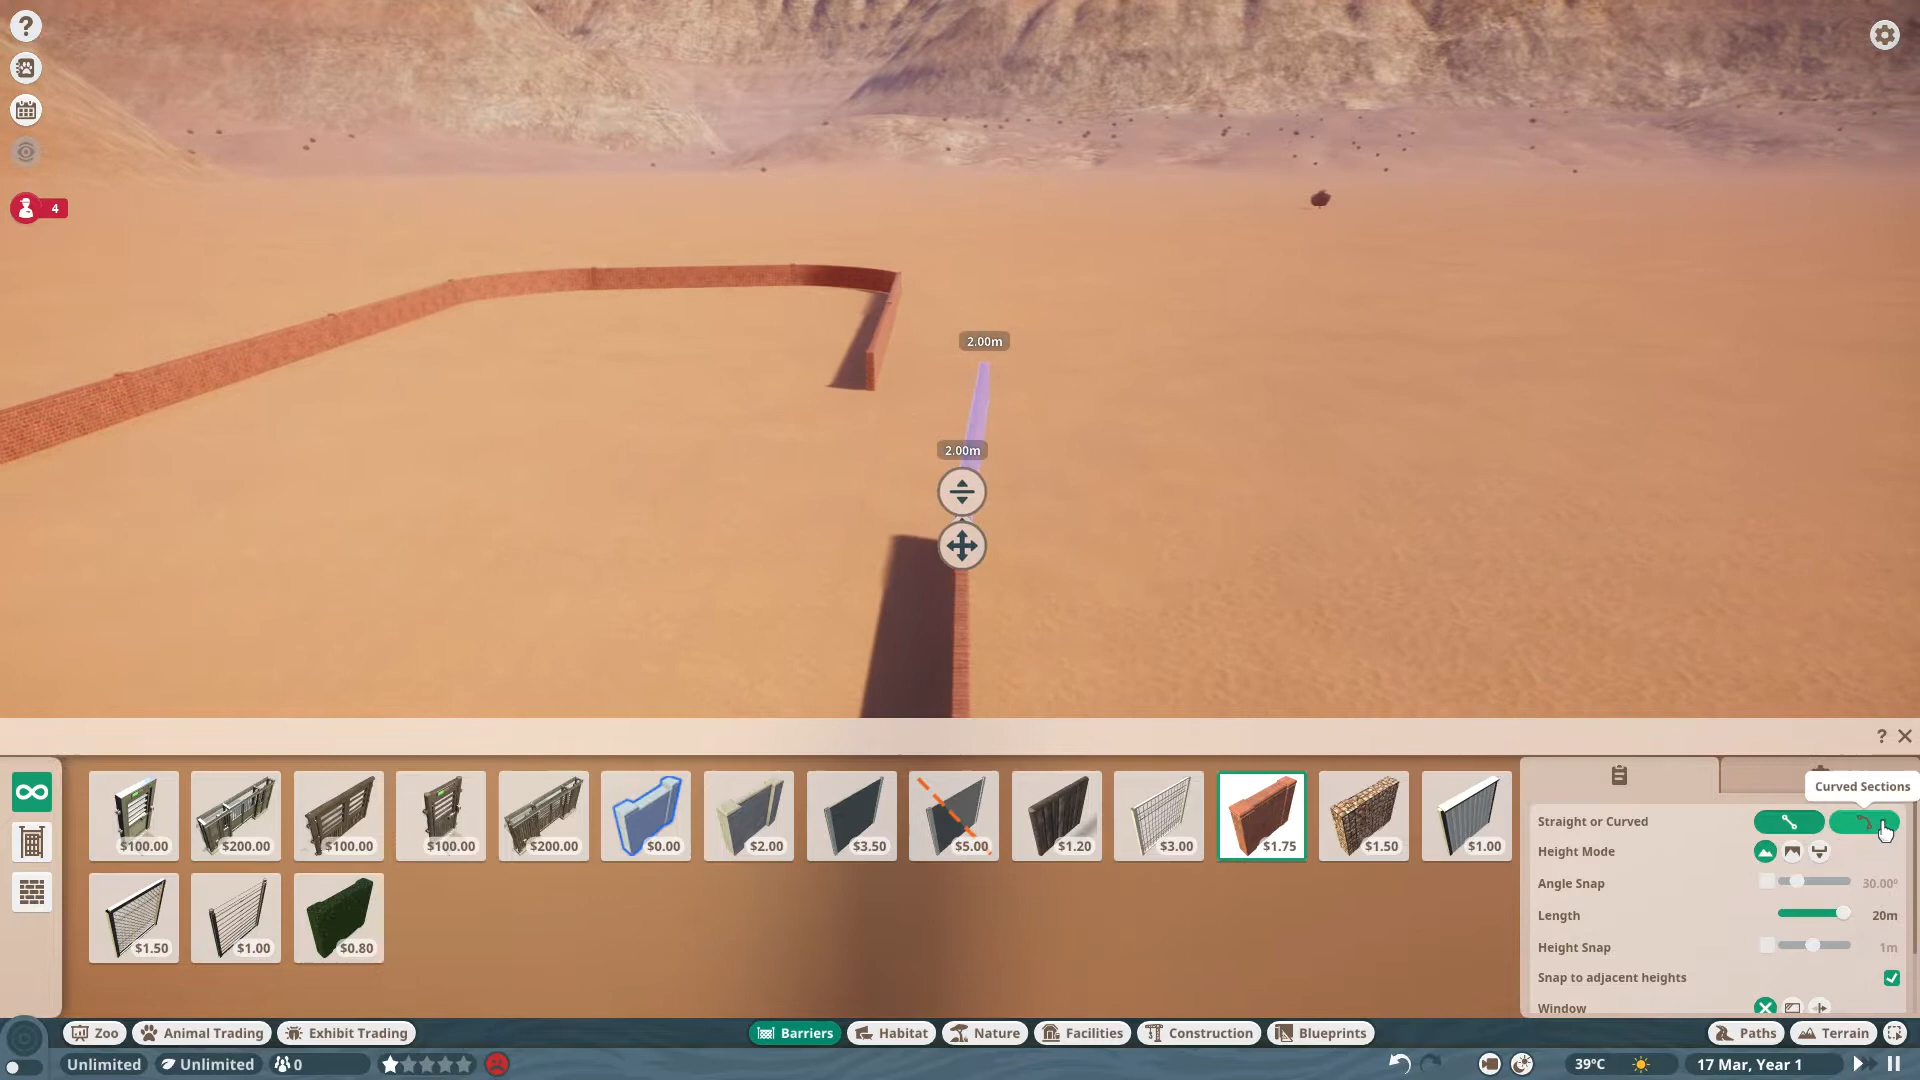 ?
4
2.00m
2.00m
? ✕
$100.00 $200.00 $100.00 $100.00 $200.00 $0.00 $2.00 $3.50 $5.00 $1.20 $3.00 $1.75 $1.50 $1.00
$1.50 $1.00 $0.80
Curved Sections
Straight or Curved
Height Mode
Angle Snap 30.00°
Length 20m
Height Snap 1m
Snap to adjacent heights
Window
Zoo Animal Trading Exhibit Trading Barriers Habitat Nature Facilities Construction Blueprints Paths Terrain
Unlimited Unlimited 0 39°C 17 Mar, Year 1